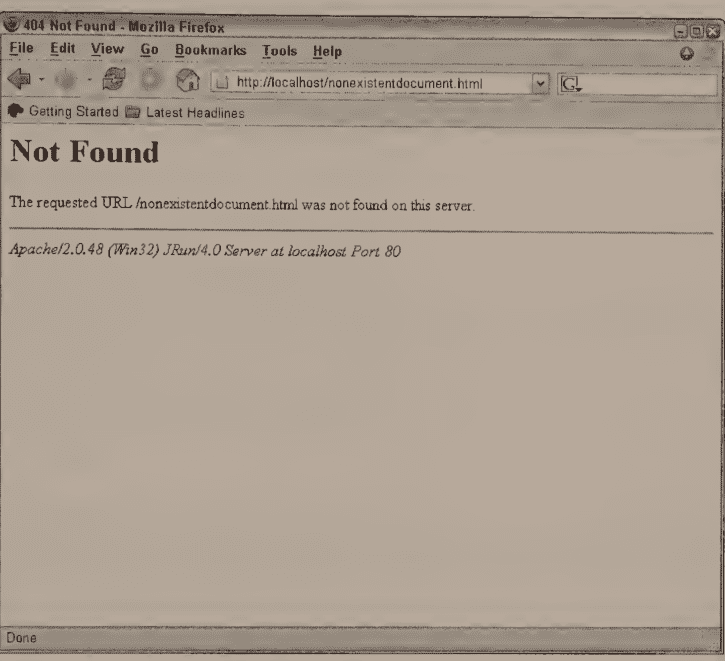 404 Not Found - Mozilla Firefox
File Edit View Go Bookmarks Tools Help
http://localhost/nonexistentdocument.html G
Getting Started Latest Headlines
Not Found
The requested URL /nonexistentdocument.html was not found on this server.
Apache/2.0.48 (Win32) JRun/4.0 Server at localhost Port 80
Done